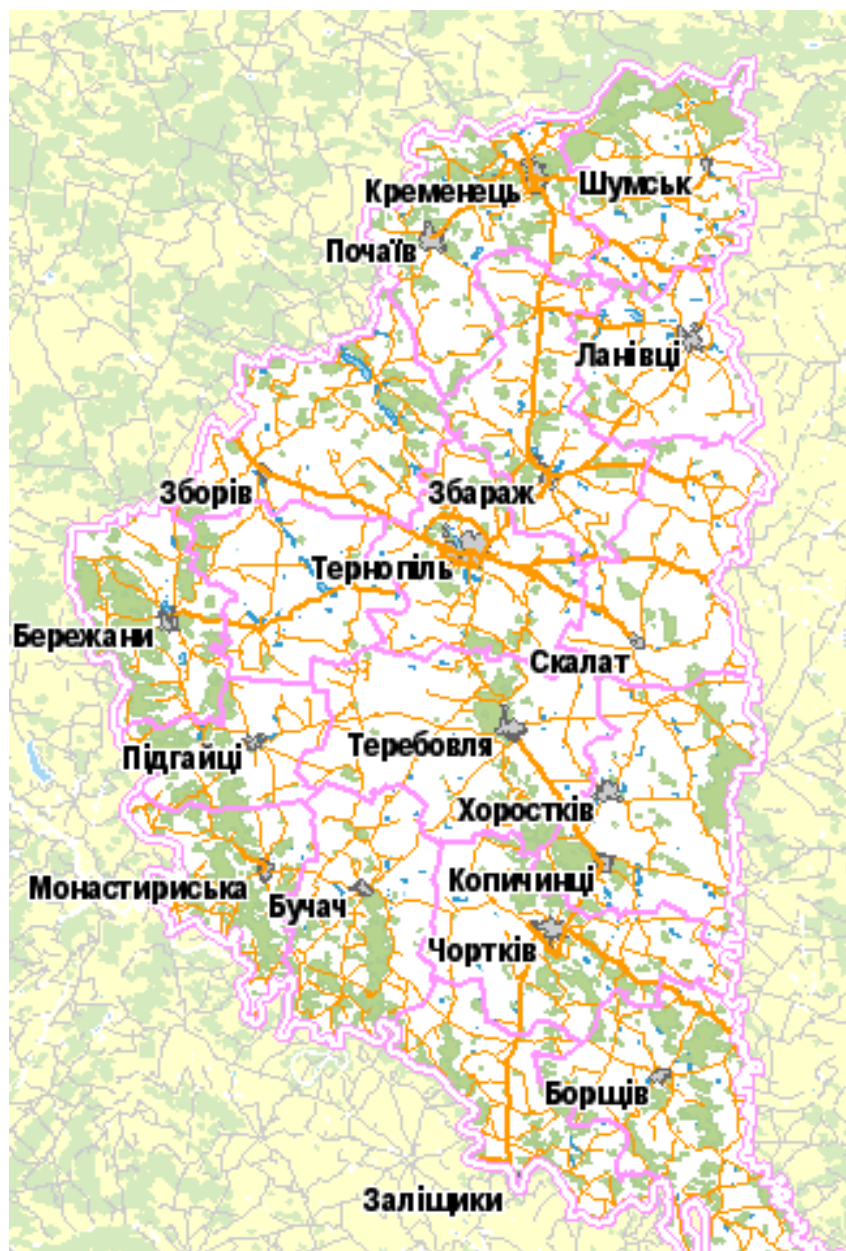 Шумськ
Кременець
Почаїв
Ланівці
Зборів
Збараж
Тернопіль
Бережани
Скалат
Теребовля
Підгайці
Хоростків
Копичинці
Монастириська
Бучач
Чортків
Борщів
Заліщики